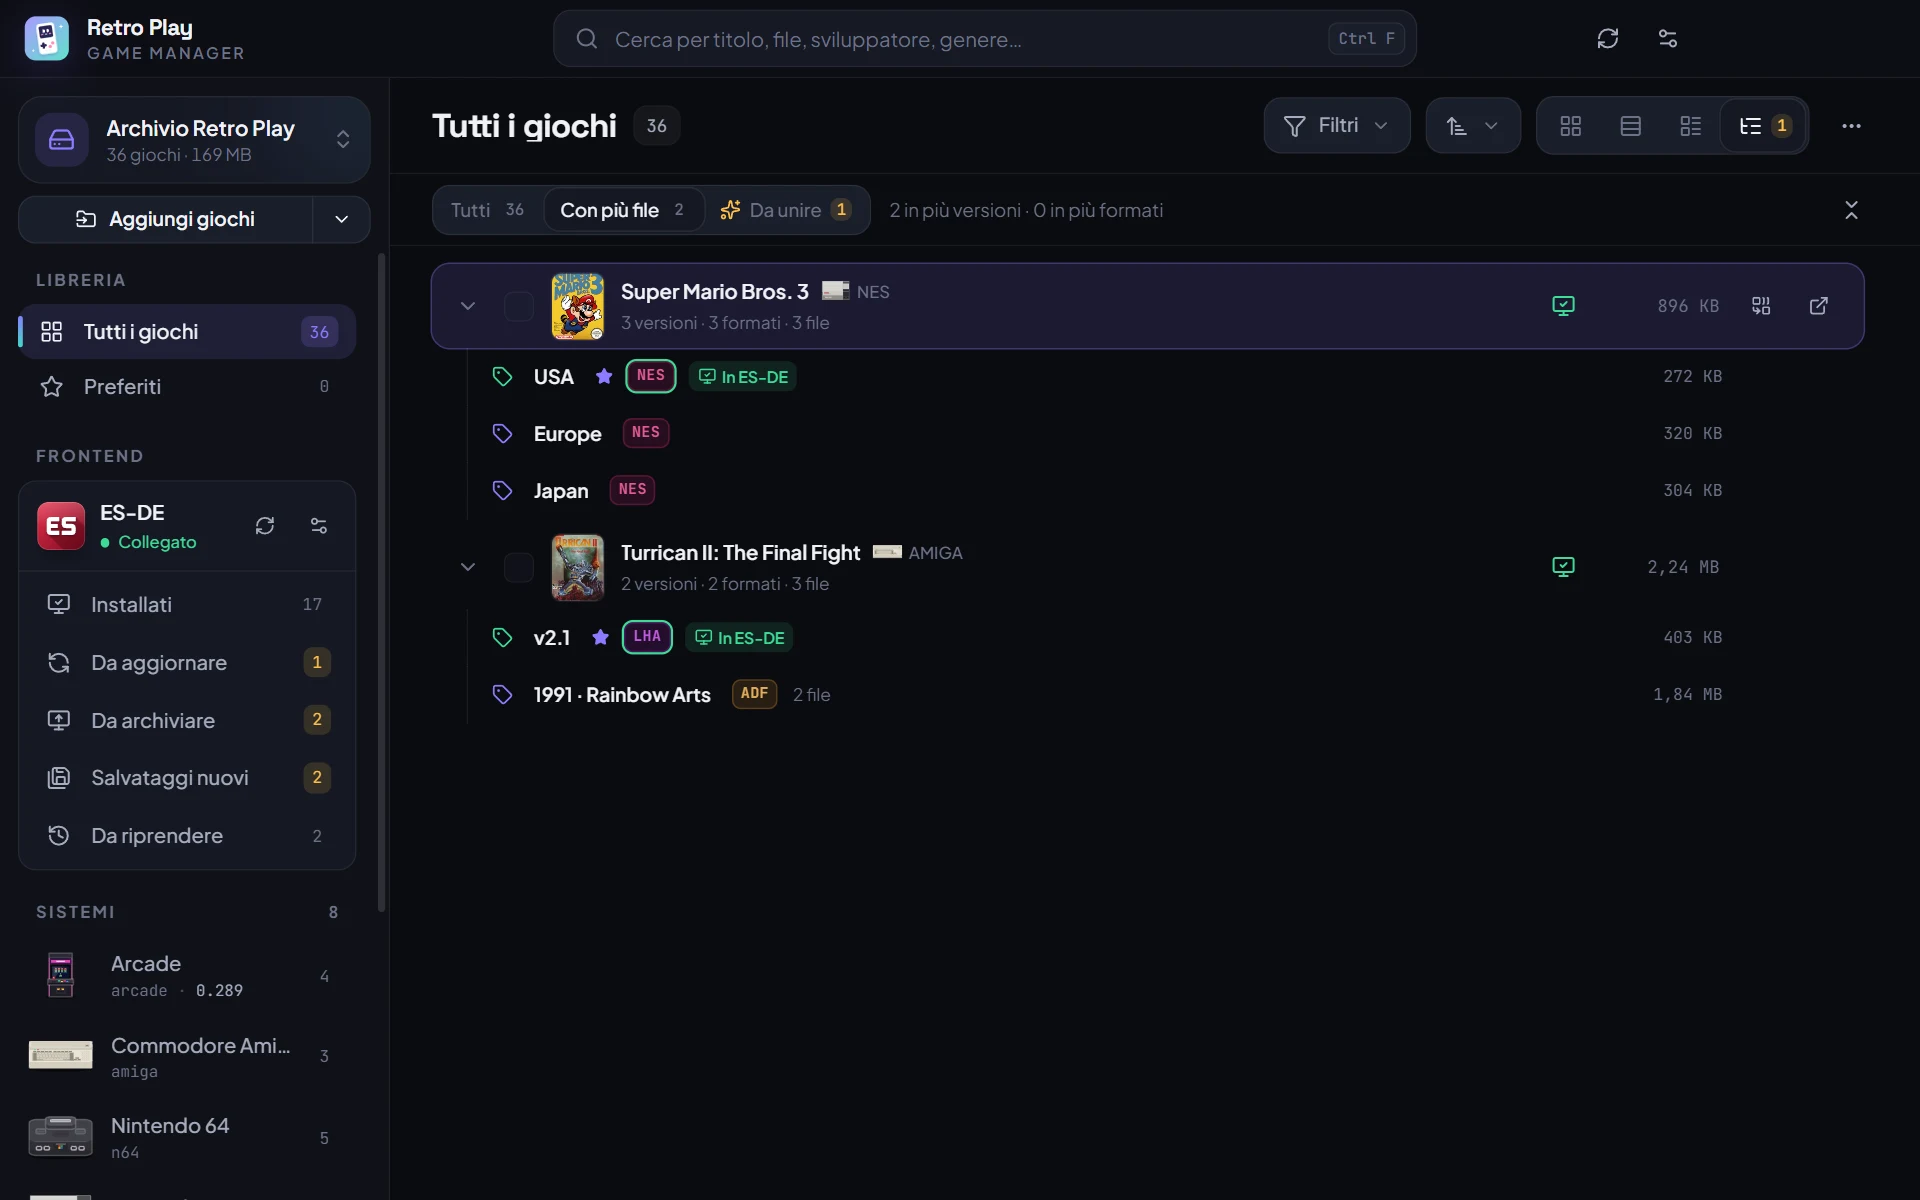 Retro Play
GAME MANAGER
Cerca per titolo, file, sviluppatore, genere...
Ctrl F
Archivio Retro Play
36 giochi · 169 MB
Aggiungi giochi
LIBRERIA
Tutti i giochi 36
Preferiti 0
FRONTEND
ES
ES-DE
Collegato
Installati 17
Da aggiornare 1
Da archiviare 2
Salvataggi nuovi 2
Da riprendere 2
SISTEMI 8
Arcade
arcade · 0.289
4
Commodore Ami...
amiga
3
Nintendo 64
n64
5
Tutti i giochi 36
Filtri
1
Tutti 36 Con più file 2 Da unire 1 2 in più versioni · 0 in più formati
SUPER MARIO BROS. 3
Super Mario Bros. 3 NES
3 versioni · 3 formati · 3 file
896 KB
USA NES In ES-DE 272 KB
Europe NES 320 KB
Japan NES 304 KB
TURRICAN II
Turrican II: The Final Fight AMIGA
2 versioni · 2 formati · 3 file
2,24 MB
v2.1 LHA In ES-DE 403 KB
1991 · Rainbow Arts ADF 2 file 1,84 MB